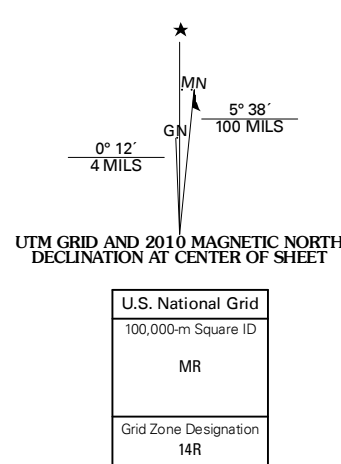 MN
5° 38´
100 MILS
GN
0° 12´
4 MILS
UTM GRID AND 2010 MAGNETIC NORTH
DECLINATION AT CENTER OF SHEET
U.S. National Grid
100,000-m Square ID
MR
Grid Zone Designation
14R